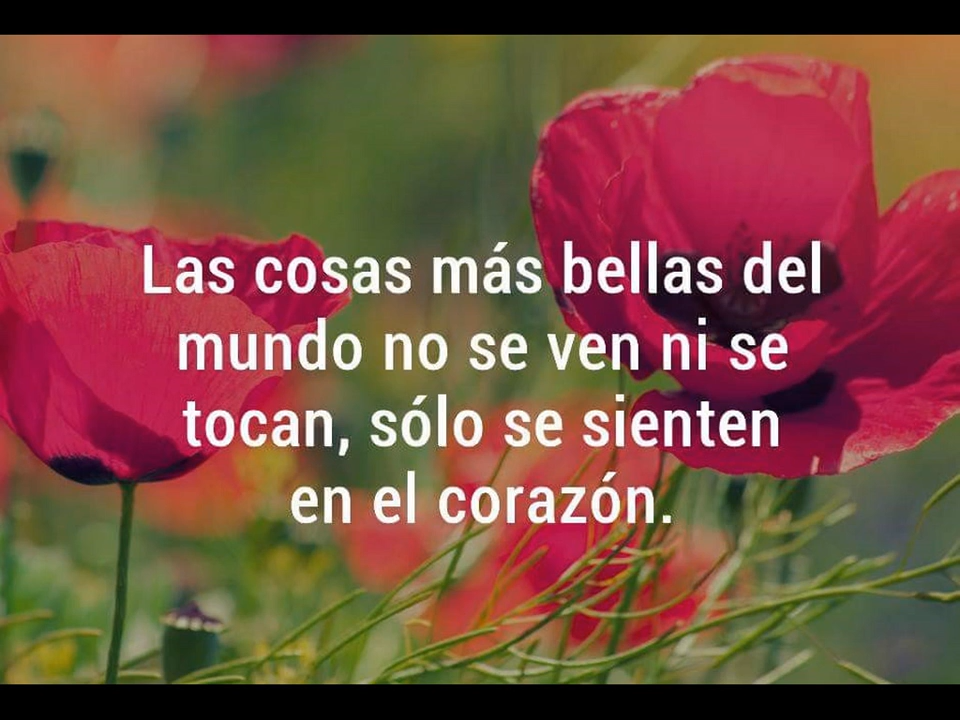 Las cosas más bellas del
mundo no se ven ni se
tocan, sólo se sienten
en el corazón.